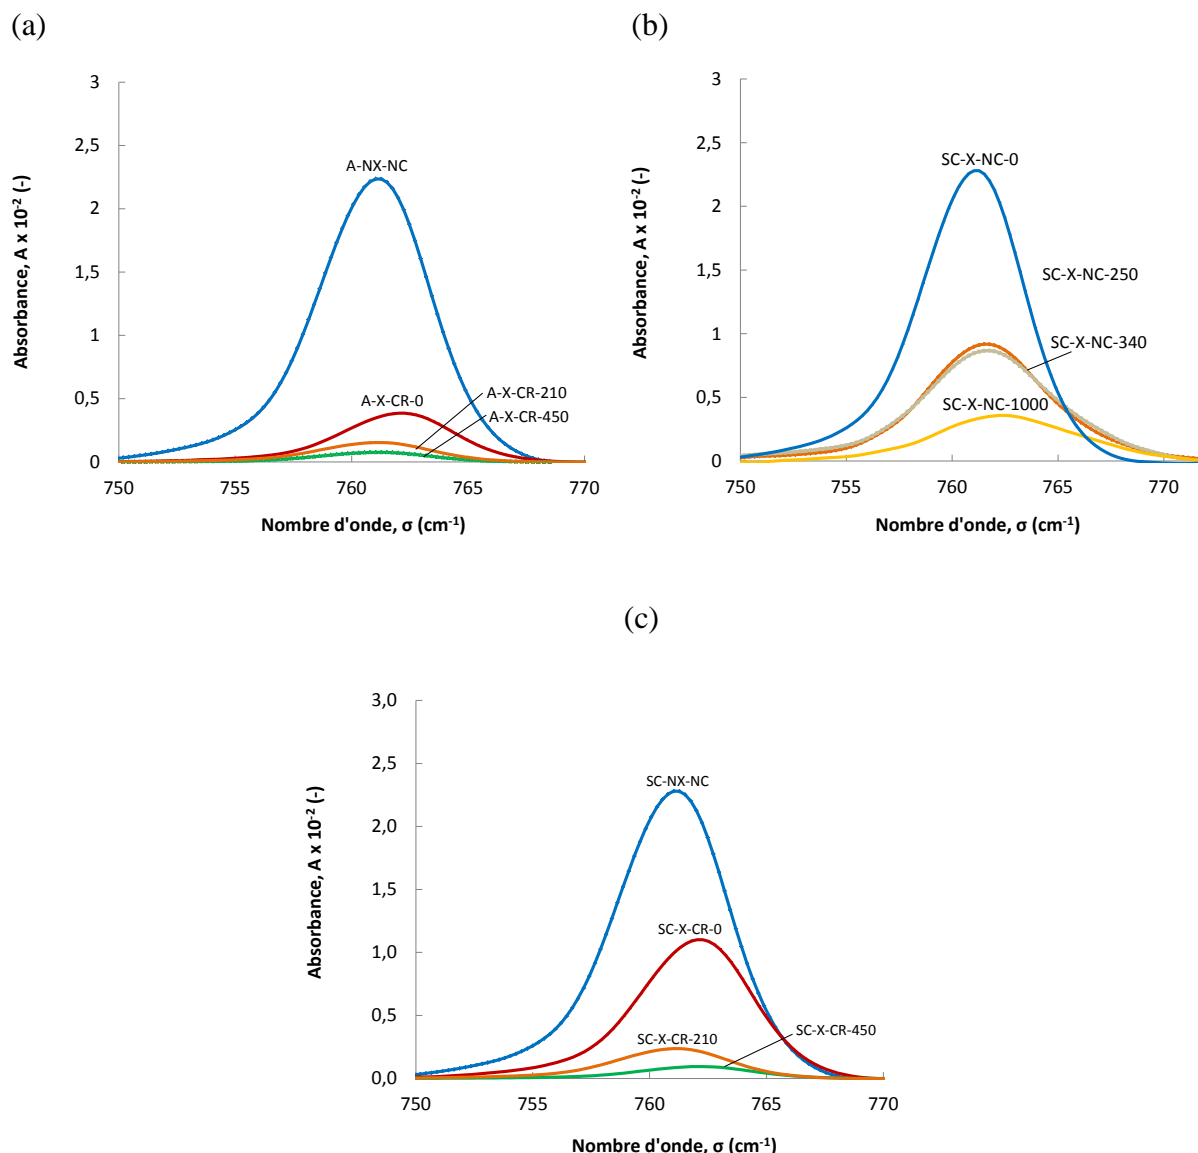 (a)
3
2,5
2
1,5
1
0,5
0
750
755
760
765
770
Absorbance, A x 10⁻² (-)
Nombre d'onde, σ (cm⁻¹)
A-NX-NC
A-X-CR-0
A-X-CR-210
A-X-CR-450
(b)
3
2,5
2
1,5
1
0,5
0
750
755
760
765
770
Absorbance, A x 10⁻² (-)
Nombre d'onde, σ (cm⁻¹)
SC-X-NC-0
SC-X-NC-250
SC-X-NC-340
SC-X-NC-1000
(c)
3,0
2,5
2,0
1,5
1,0
0,5
0,0
750
755
760
765
770
Absorbance, A x 10⁻² (-)
Nombre d'onde, σ (cm⁻¹)
SC-NX-NC
SC-X-CR-0
SC-X-CR-210
SC-X-CR-450